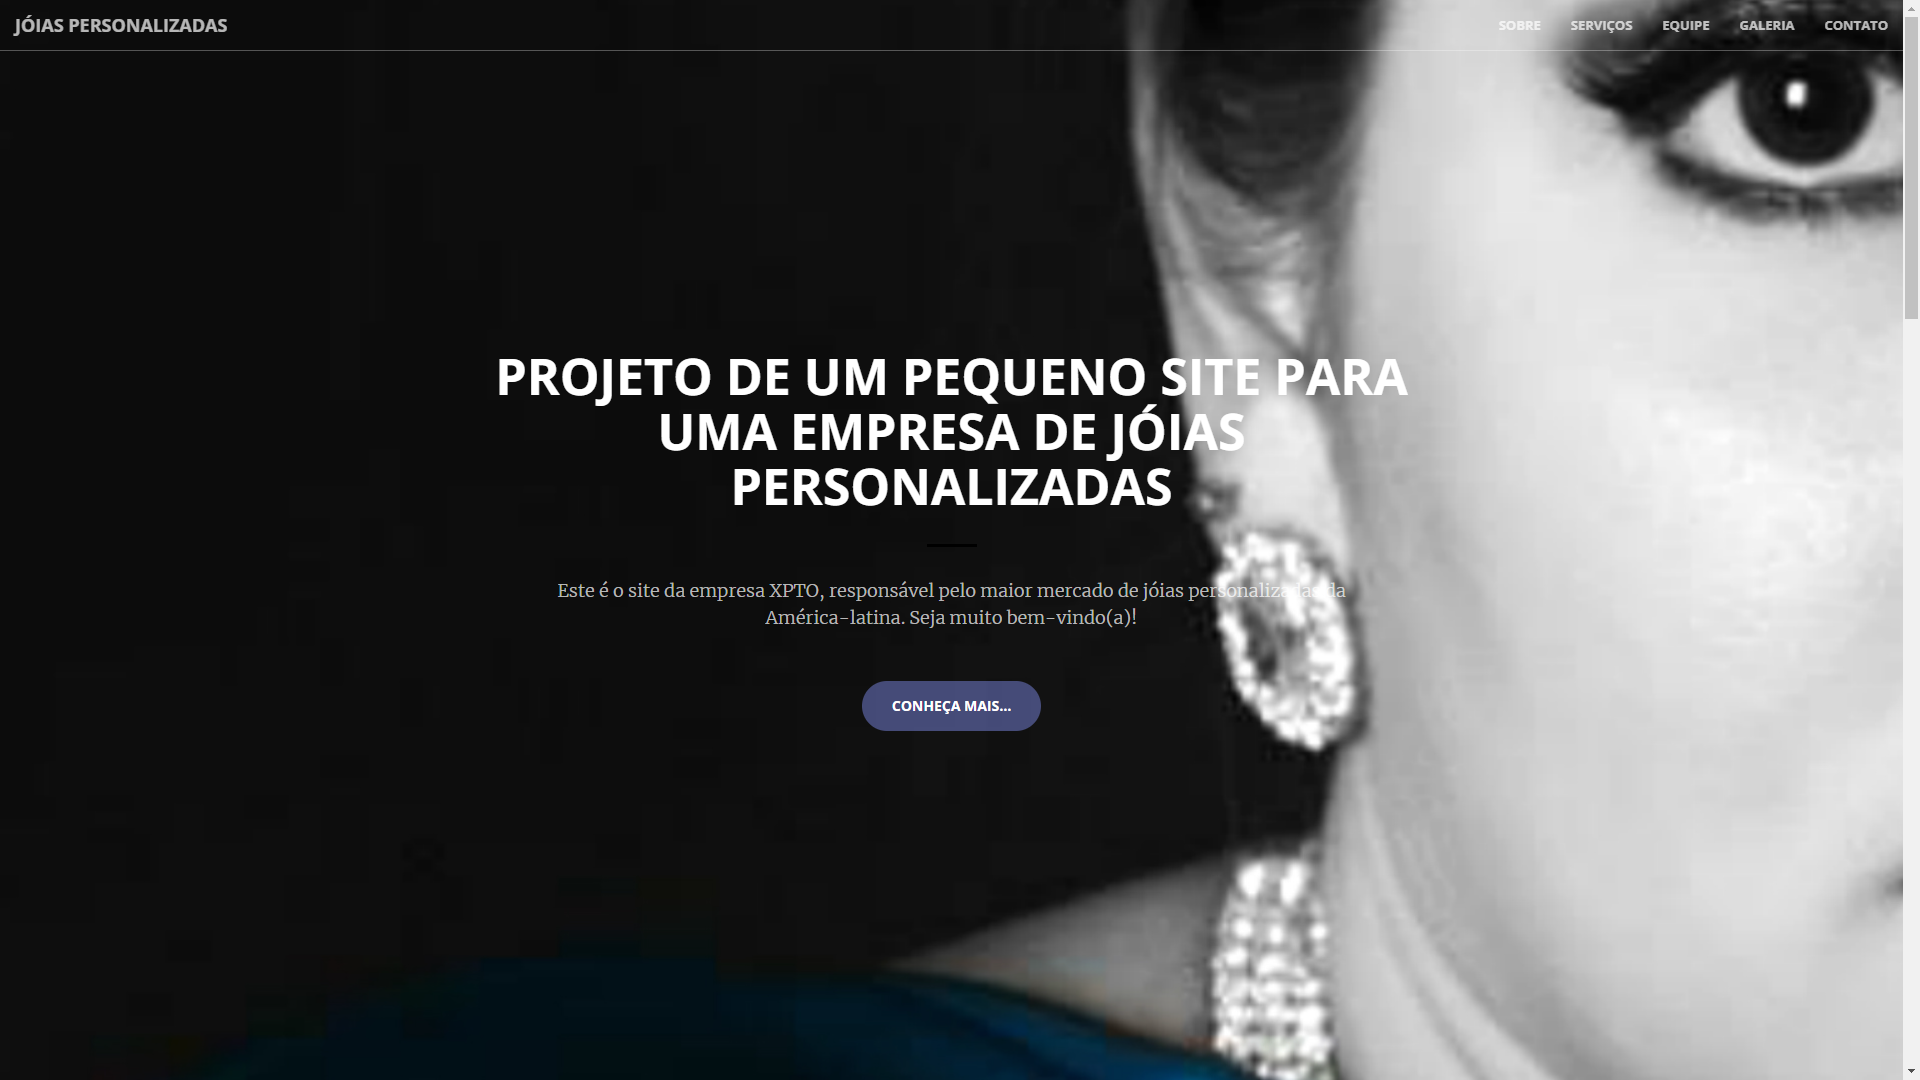 JÓIAS PERSONALIZADAS
SOBRE SERVIÇOS EQUIPE GALERIA CONTATO
PROJETO DE UM PEQUENO SITE PARA
UMA EMPRESA DE JÓIAS
PERSONALIZADAS
Este é o site da empresa XPTO, responsável pelo maior mercado de jóias personalizadas da
América-latina. Seja muito bem-vindo(a)!
CONHEÇA MAIS...